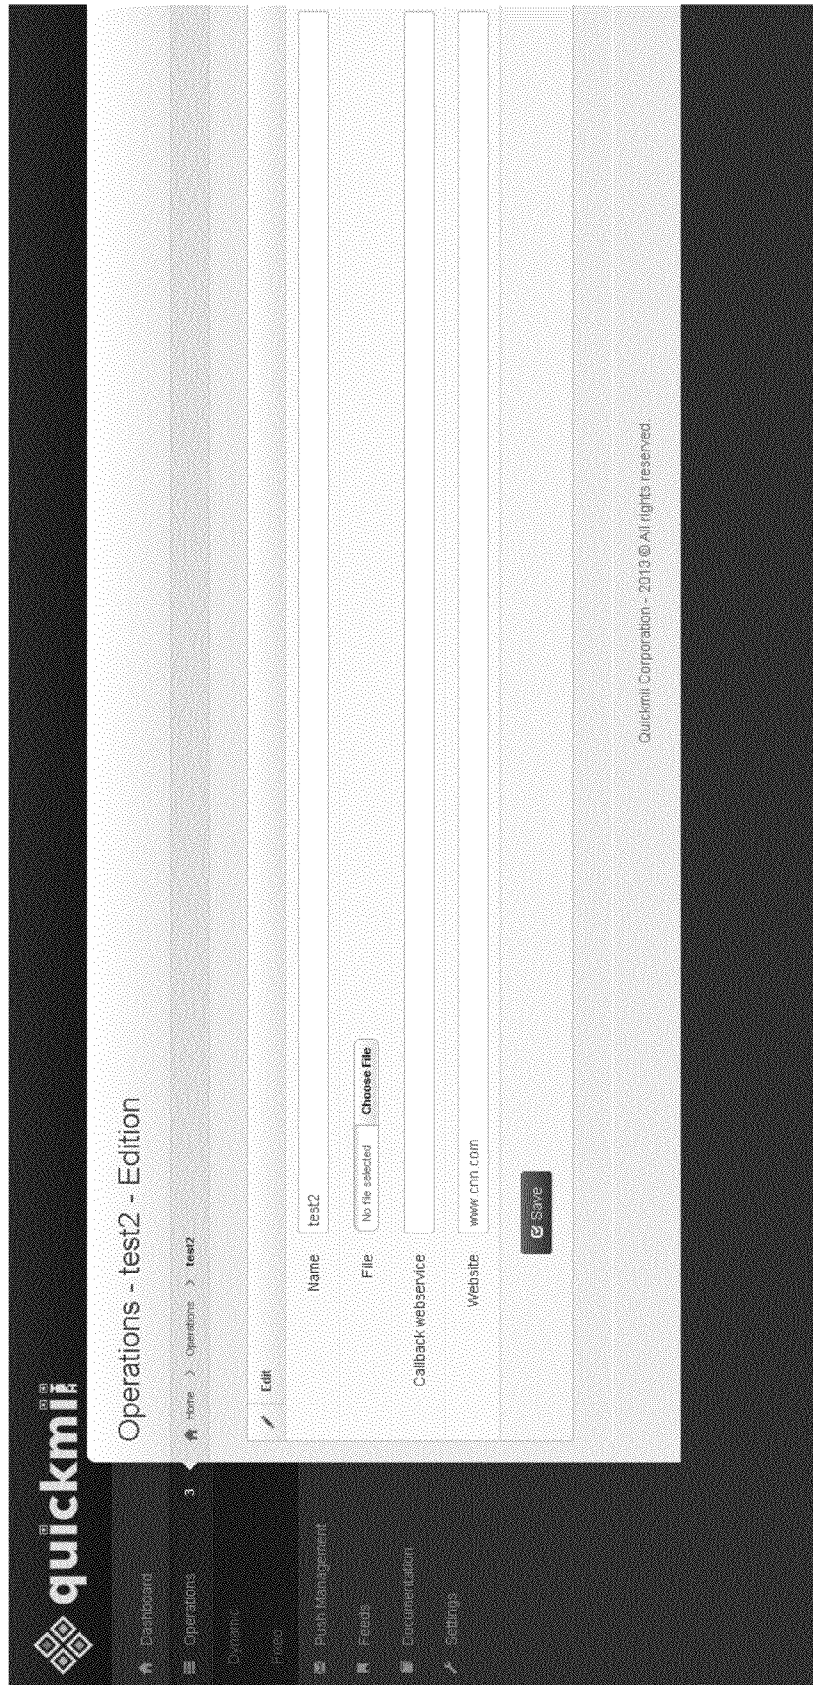 quickmii
Dashboard
Operations 3
Dynamic
Fixed
Push Management
Feeds
Documentation
Settings
Operations - test2 - Edition
Home > Operations > test2
Edit
Name test2
File No file selected Choose File
Callback webservice
Website www.cnn.com
Save
Quickmii Corporation - 2013 © All rights reserved